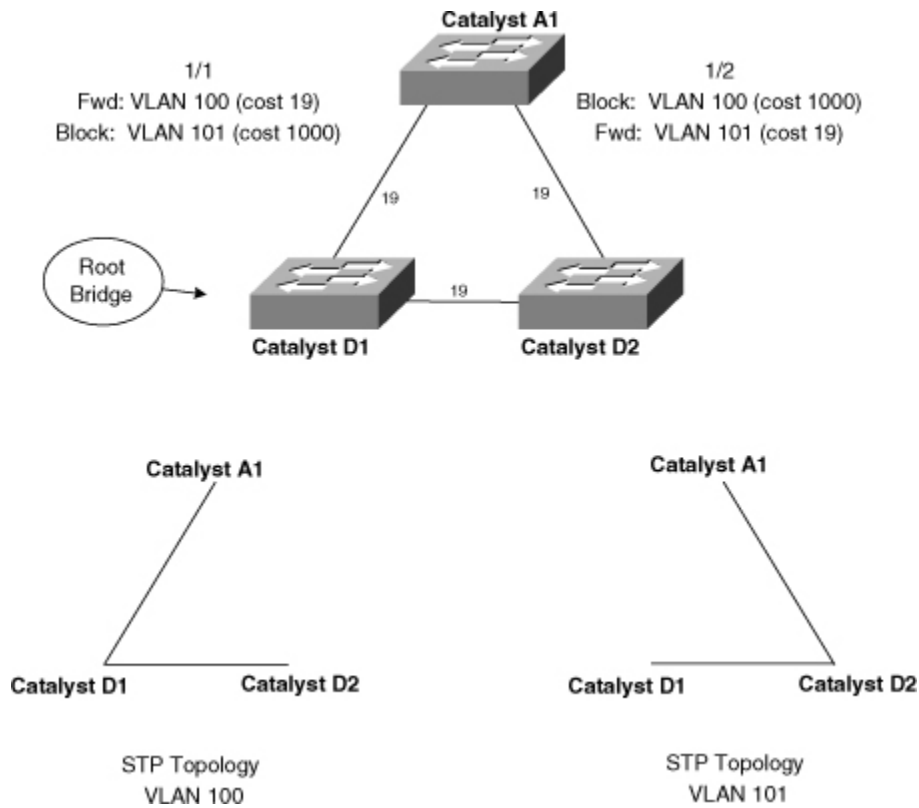 Catalyst A1
1/1
Fwd: VLAN 100 (cost 19)
Block: VLAN 101 (cost 1000)
1/2
Block: VLAN 100 (cost 1000)
Fwd: VLAN 101 (cost 19)
19
19
Root
Bridge
19
Catalyst D1
Catalyst D2
Catalyst A1
Catalyst D1
Catalyst D2
STP Topology
VLAN 100
Catalyst A1
Catalyst D1
Catalyst D2
STP Topology
VLAN 101